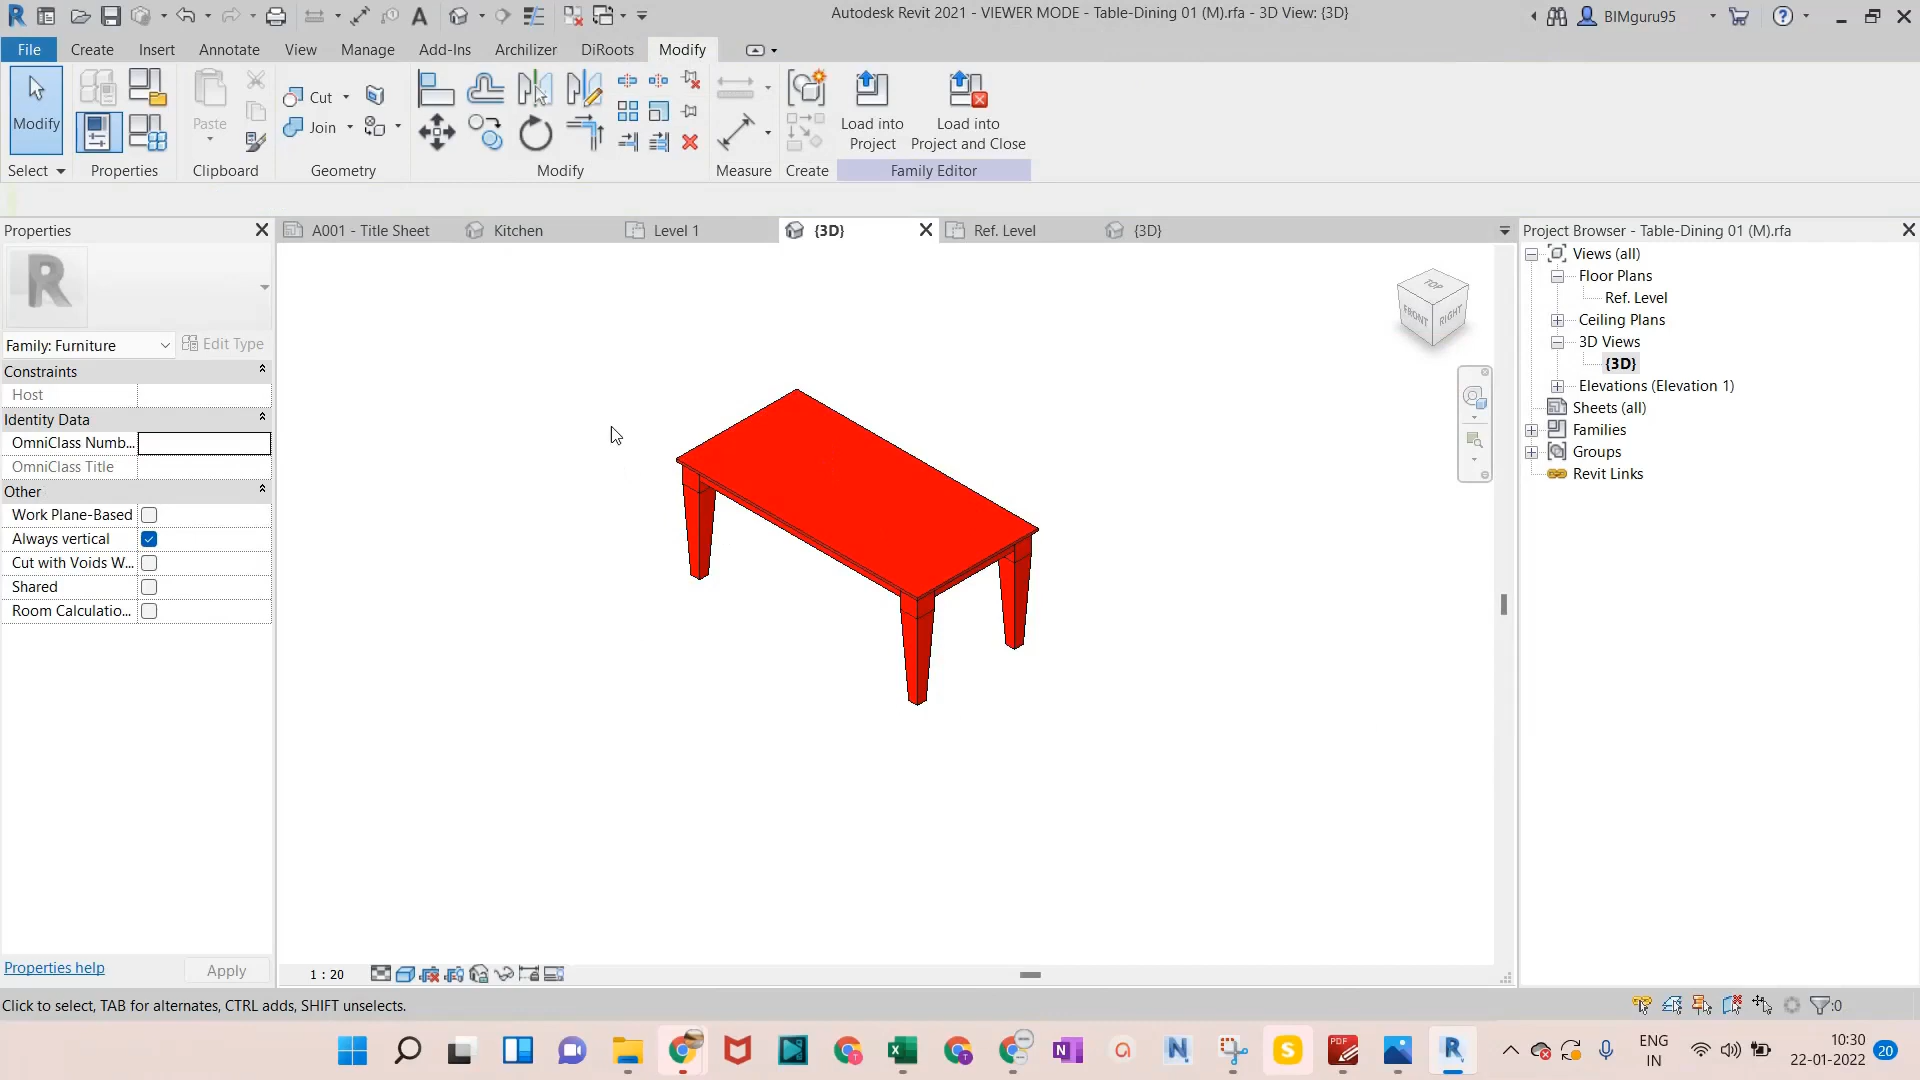 Autodesk Revit 2021 - VIEWER MODE - Table-Dining 01 (M).rfa - 3D View: {3D}
BIMguru95
File Create Insert Annotate View Manage Add-Ins Archilizer DiRoots Modify
Modify
Paste
Cut
Join
Load into Project
Load into Project and Close
Select
Properties
Clipboard
Geometry
Modify
Measure
Create
Family Editor
Properties
A001 - Title Sheet
Kitchen
Level 1
{3D}
Ref. Level
{3D}
Project Browser - Table-Dining 01 (M).rfa
R
Family: Furniture
Edit Type
Constraints
Host
Identity Data
OmniClass Numb...
OmniClass Title
Other
Work Plane-Based
Always vertical
Cut with Voids W...
Shared
Room Calculatio...
Properties help
Apply
TOP
FRONT
RIGHT
Views (all)
Floor Plans
Ref. Level
Ceiling Plans
3D Views
{3D}
Elevations (Elevation 1)
Sheets (all)
Families
Groups
Revit Links
1 : 20
Click to select, TAB for alternates, CTRL adds, SHIFT unselects.
:0
ENG
IN
10:30
22-01-2022
20